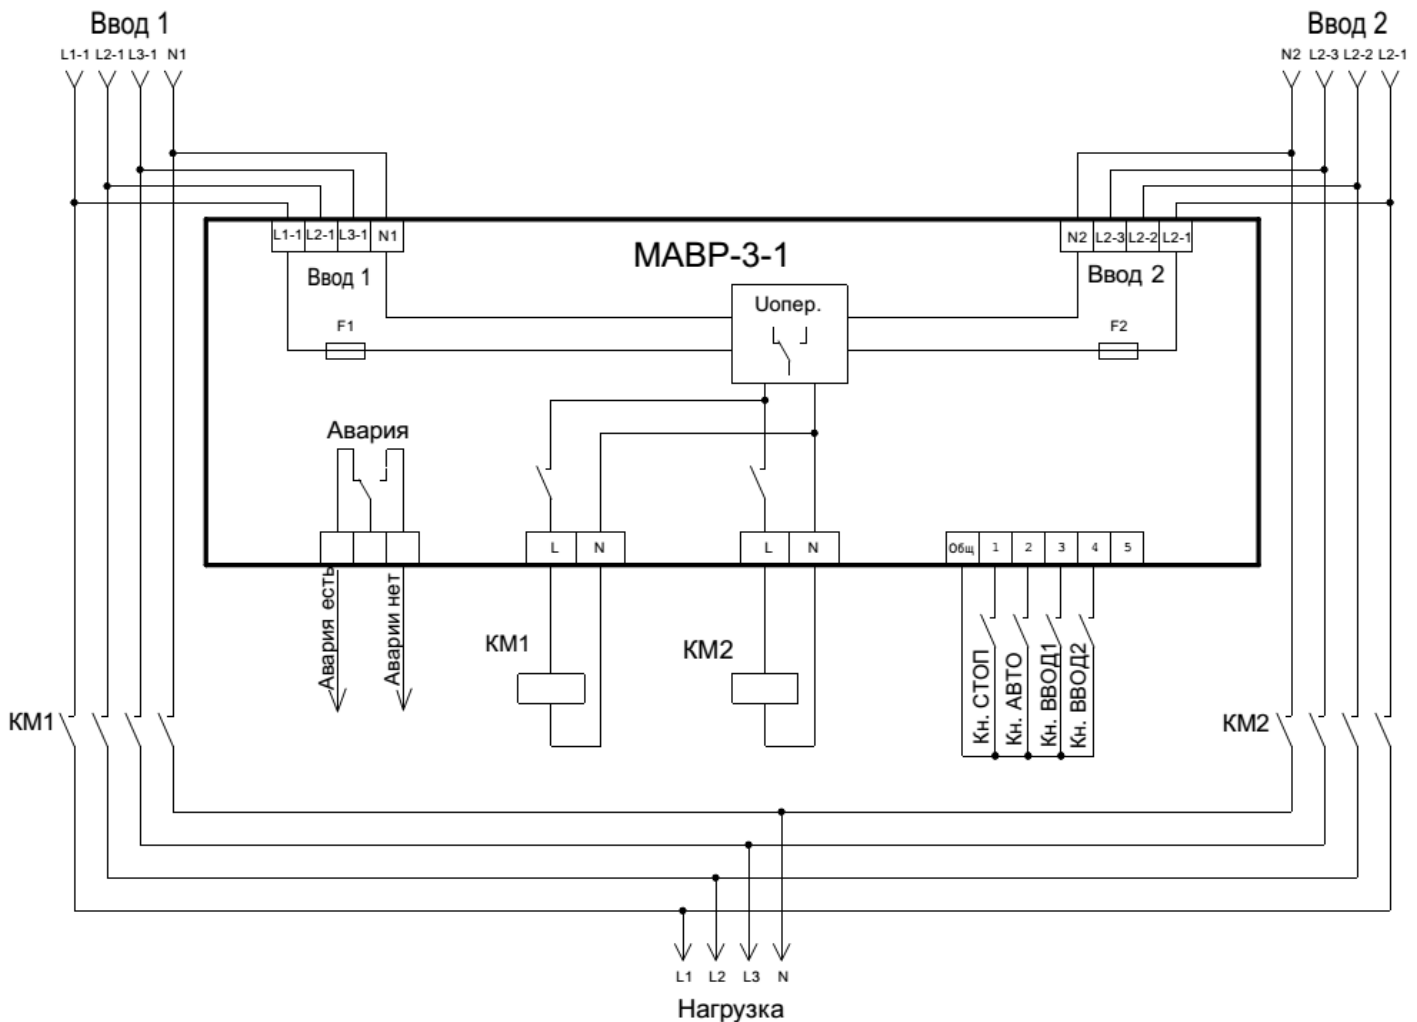 Ввод 1
Ввод 2
L1-1 L2-1 L3-1 N1
N2 L2-3 L2-2 L2-1
L1-1 L2-1 L3-1 N1
МАВР-3-1
N2 L2-3 L2-2 L2-1
Ввод 1
Ввод 2
Uопер.
F1
F2
Авария
L N
L N
Общ 1 2 3 4 5
Авария есть
Аварии нет
КМ1
КМ2
Кн. СТОП
Кн. АВТО
Кн. ВВОД1
Кн. ВВОД2
КМ1
КМ2
L1 L2 L3 N
Нагрузка